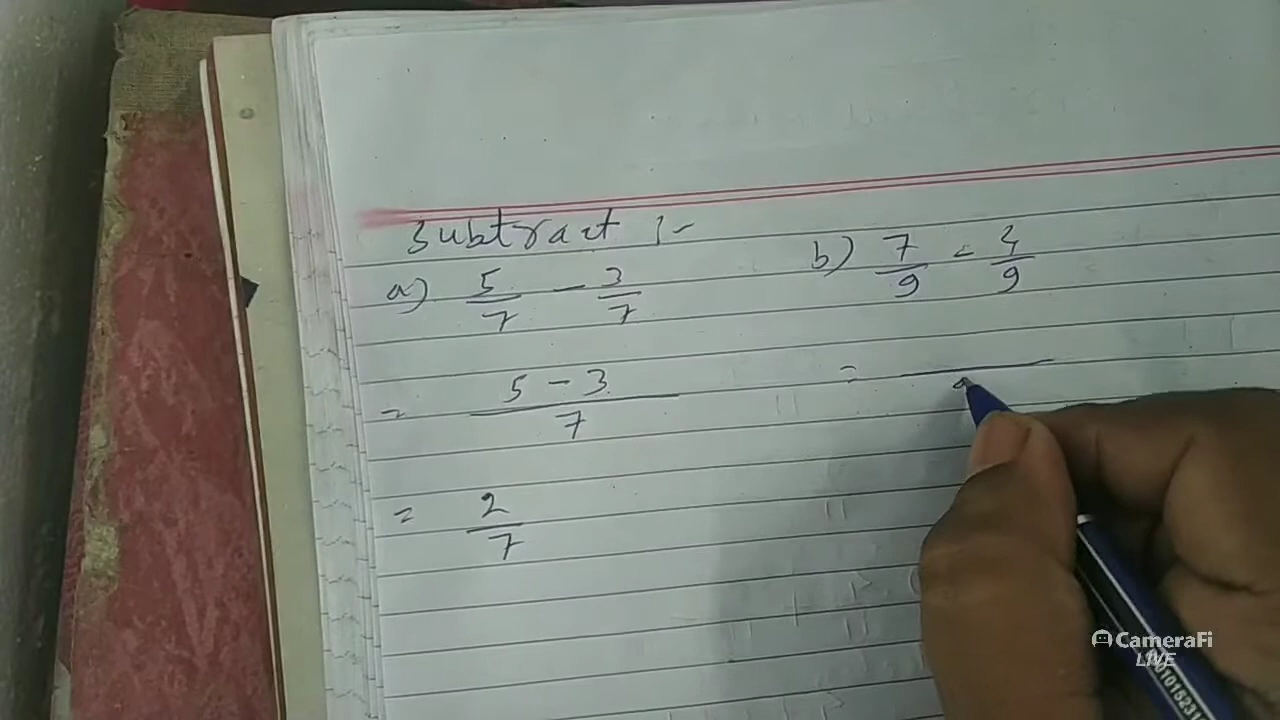 Subtract :-
a) 5/7 - 3/7
b) 7/9 - 4/9
= 5 - 3/7
=
= 2/7
CameraFi
LIVE